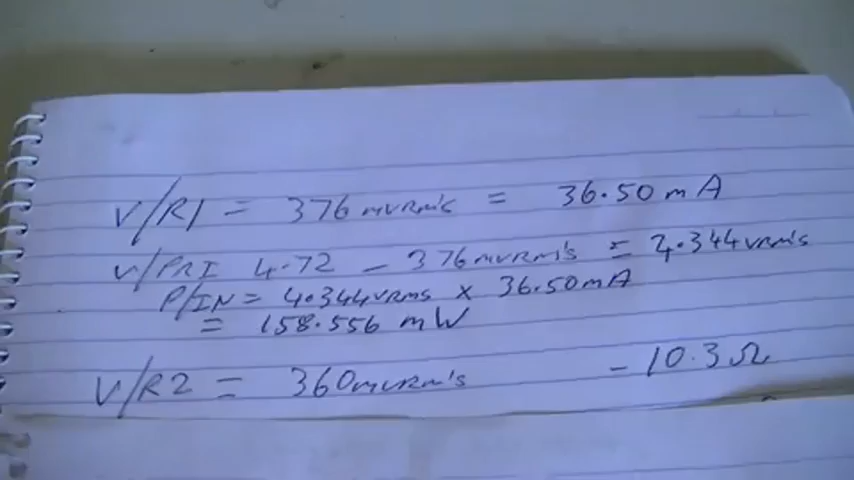 V/R1 = 376 mVRms = 36.50 mA
V/PRI 4.72 - 376 mVRms = 4.344 VRms
P/IN = 4.344 VRMS x 36.50 mA
= 158.556 mW
V/R2 = 360 mVRms - 10.3 Ω